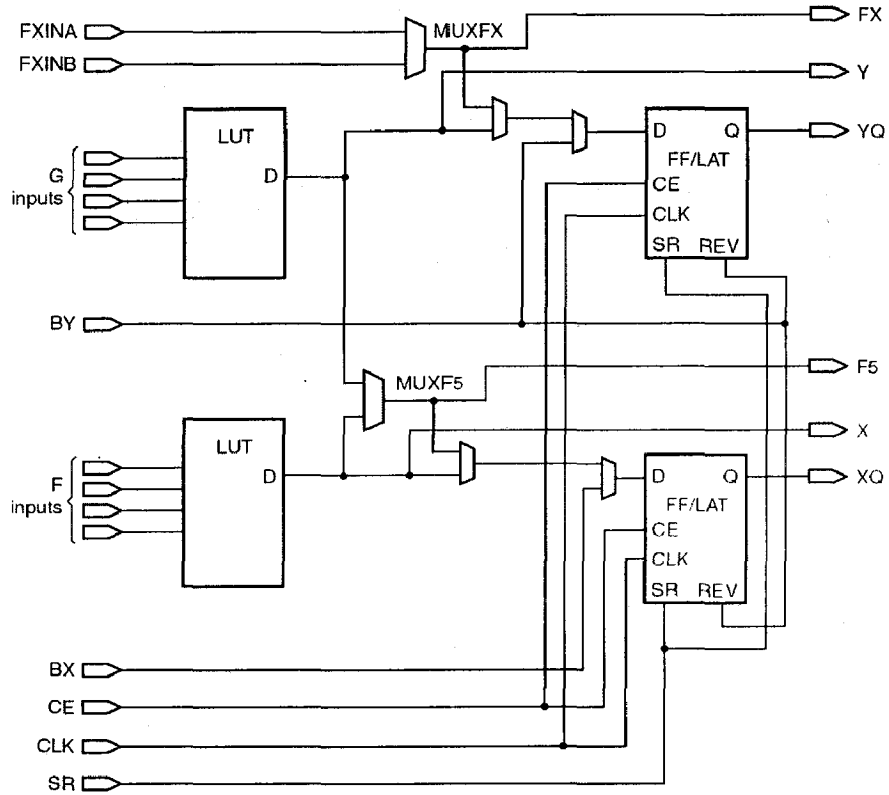 FXINA
FXINB
MUXFX
FX
Y
LUT
D
G
inputs
D Q
FF/LAT
CE
CLK
SR REV
YQ
BY
MUXF5
F5
X
LUT
D
F
inputs
D Q
FF/LAT
CE
CLK
SR REV
XQ
BX
CE
CLK
SR